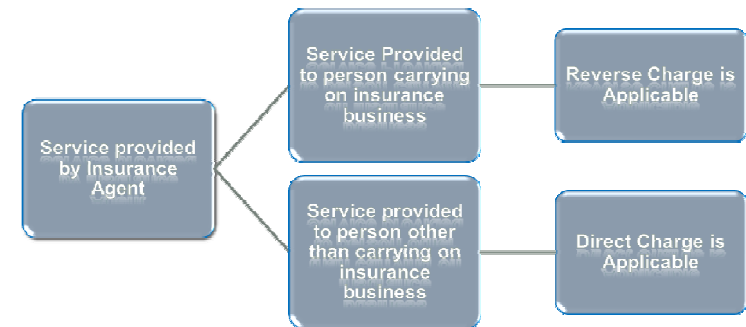 Service provided
by Insurance
Agent
Service Provided
to person carrying
on insurance
business
Reverse Charge is
Applicable
Service provided
to person other
than carrying on
insurance
business
Direct Charge is
Applicable